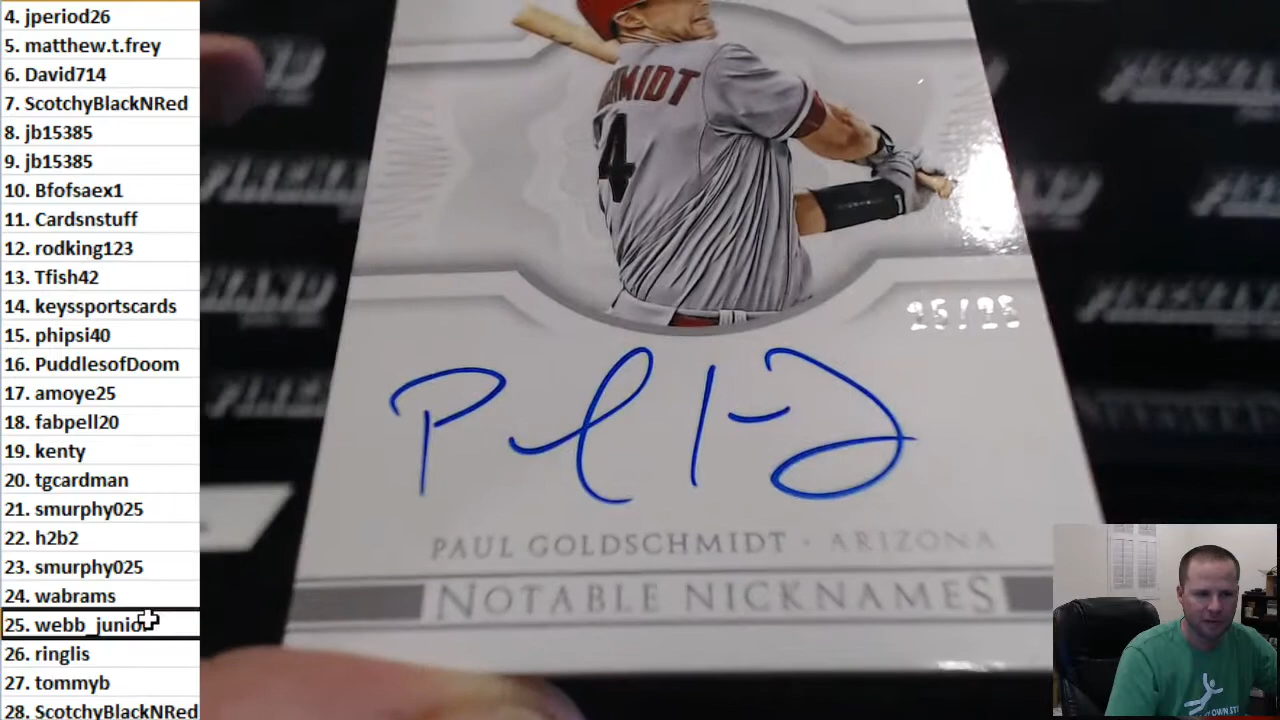 4. jperiod26
5. matthew.t.frey
6. David714
7. ScotchyBlackNRed
8. jb15385
9. jb15385
10. Bfofsaex1
11. Cardsnstuff
12. rodking123
13. Tfish42
14. keyssportscards
15. phipsi40
16. PuddlesofDoom
17. amoye25
18. fabpell20
19. kenty
20. tgcardman
21. smurphy025
22. h2b2
23. smurphy025
24. wabrams
25. webb_junior
26. ringlis
27. tommyb
28. ScotchyBlackNRed
MIDT
4
25/25
PAUL GOLDSCHMIDT · ARIZONA
NOTABLE NICKNAMES
OWN